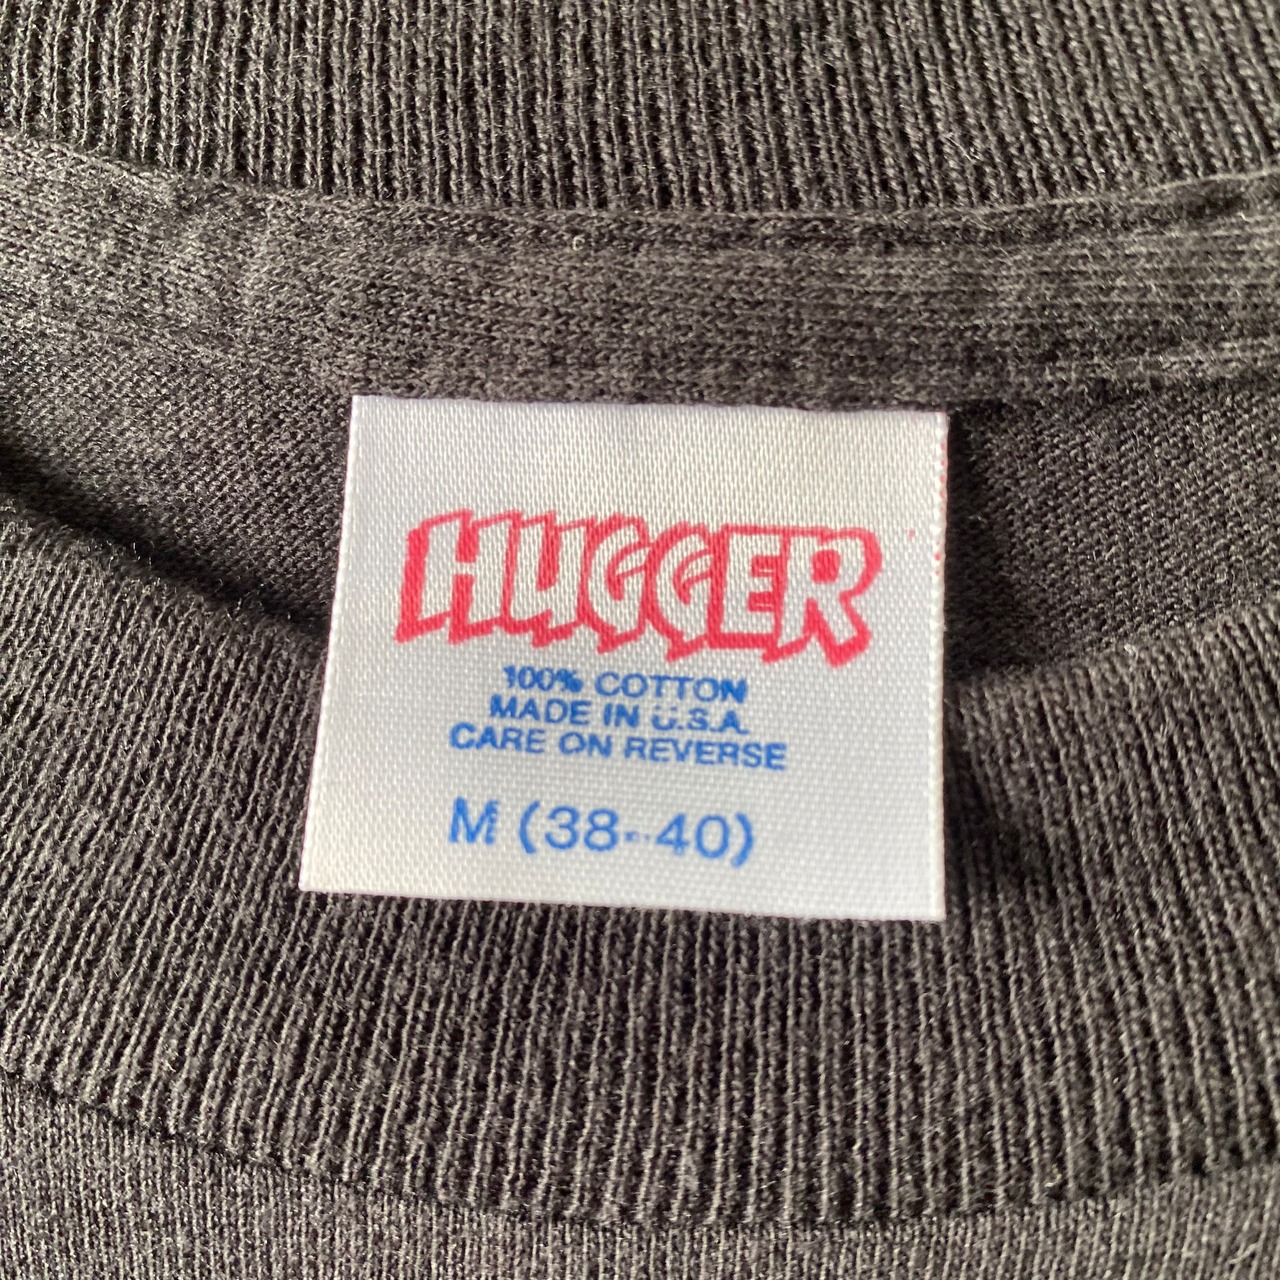 HUGGER
100% COTTON
MADE IN U.S.A.
CARE ON REVERSE
M (38-40)